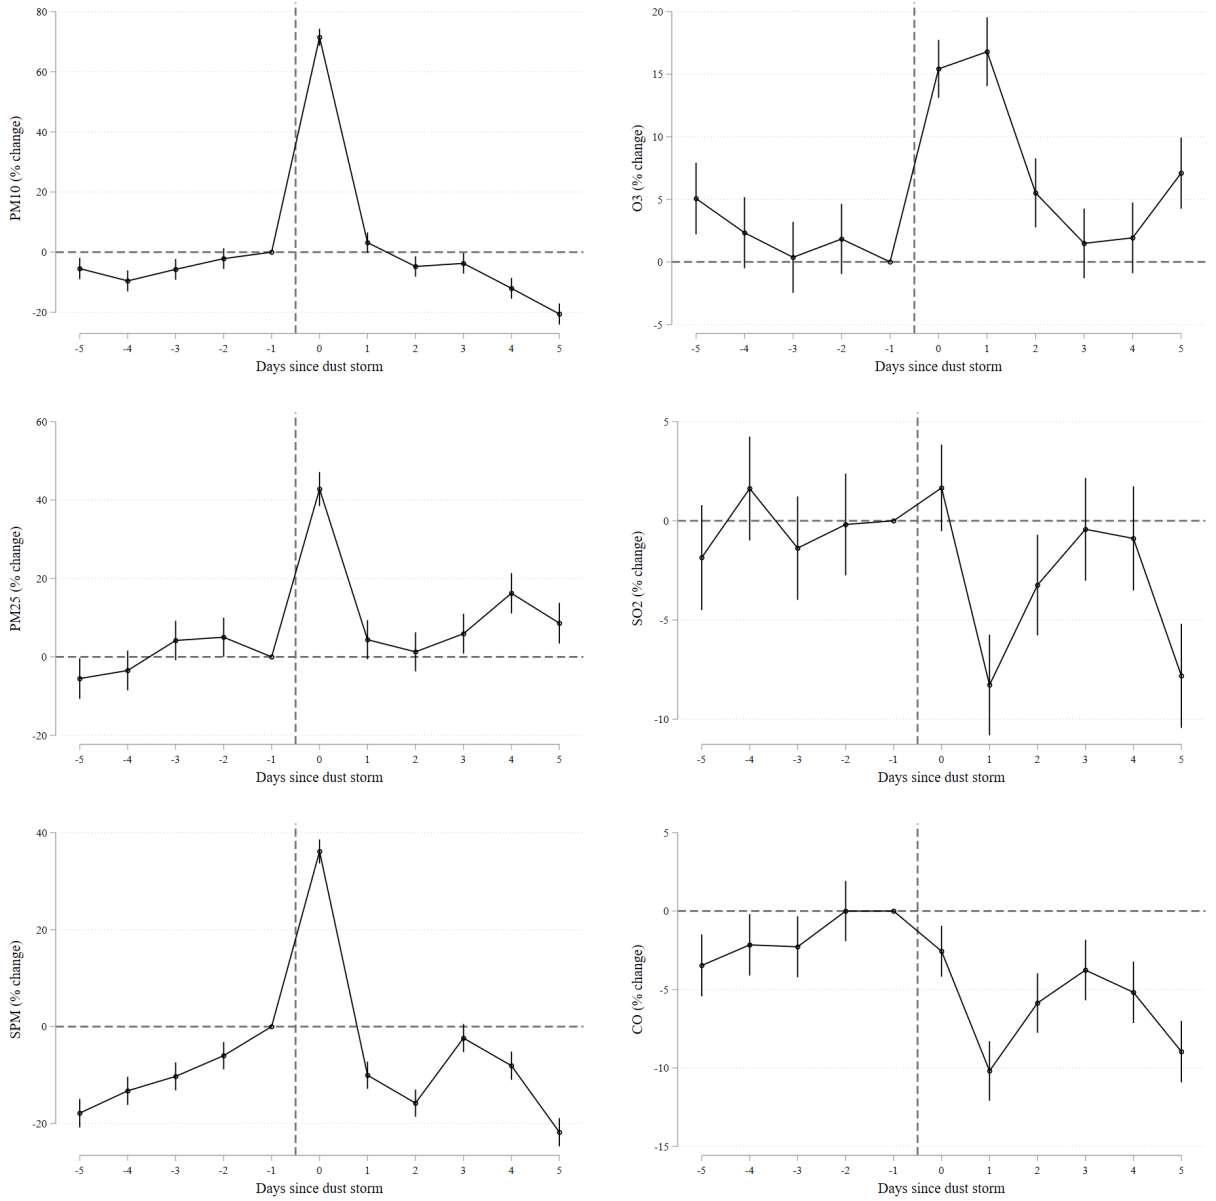 PM10 (% change)
80
60
40
20
0
-20
-5 -4 -3 -2 -1 0 1 2 3 4 5
Days since dust storm
O3 (% change)
20
15
10
5
0
-5
-5 -4 -3 -2 -1 0 1 2 3 4 5
Days since dust storm
PM25 (% change)
60
40
20
0
-20
-5 -4 -3 -2 -1 0 1 2 3 4 5
Days since dust storm
SO2 (% change)
5
0
-5
-10
-5 -4 -3 -2 -1 0 1 2 3 4 5
Days since dust storm
SPM (% change)
40
20
0
-20
-5 -4 -3 -2 -1 0 1 2 3 4 5
Days since dust storm
CO (% change)
5
0
-5
-10
-15
-5 -4 -3 -2 -1 0 1 2 3 4 5
Days since dust storm